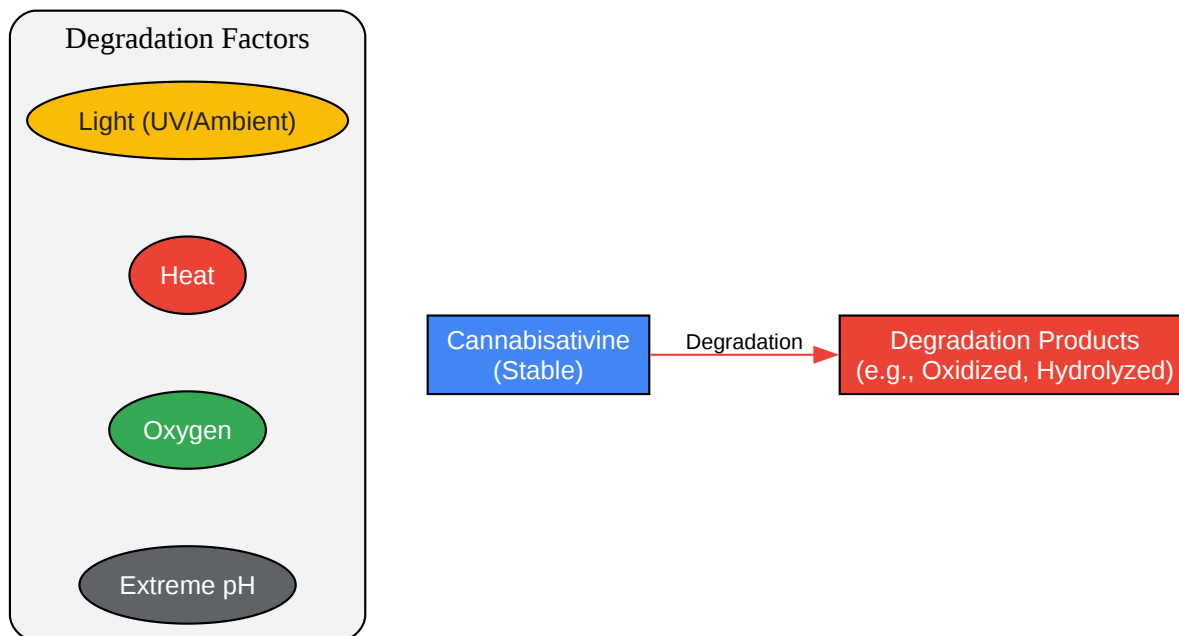 Degradation Factors
Light (UV/Ambient)
Heat
Oxygen
Extreme pH
Cannabisativine
(Stable)
Degradation
Degradation Products
(e.g., Oxidized, Hydrolyzed)